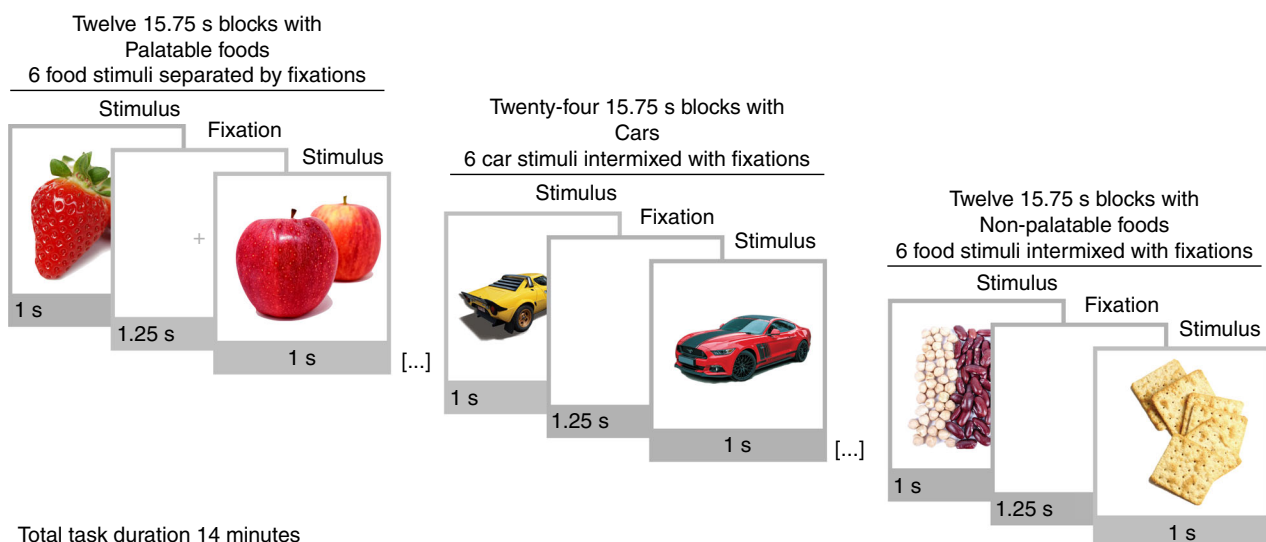 Twelve 15.75 s blocks with
Palatable foods
6 food stimuli separated by fixations
Stimulus
Fixation
Stimulus
+
1 s
1.25 s
1 s
[...]
Twenty-four 15.75 s blocks with
Cars
6 car stimuli intermixed with fixations
Stimulus
Fixation
Stimulus
1 s
1.25 s
1 s
[...]
Twelve 15.75 s blocks with
Non-palatable foods
6 food stimuli intermixed with fixations
Stimulus
Fixation
Stimulus
1 s
1.25 s
1 s
Total task duration 14 minutes